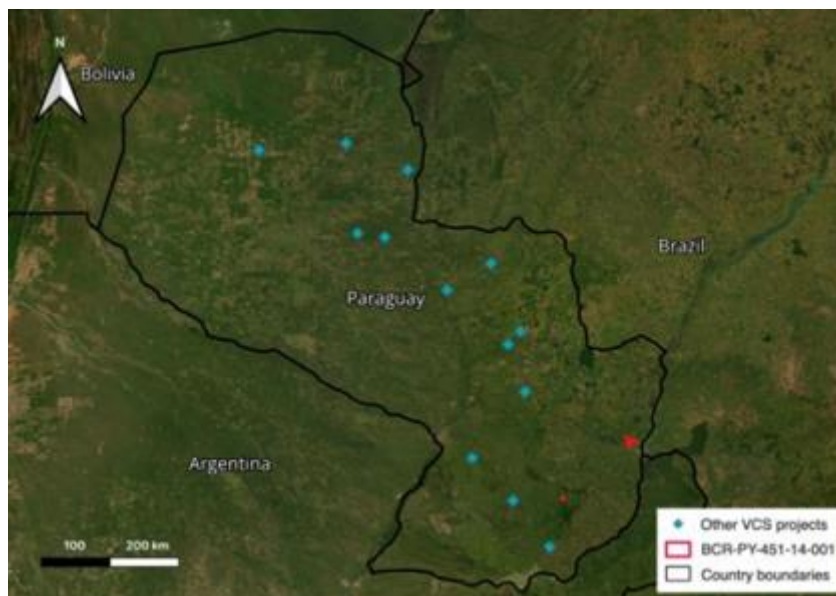 N
Bolivia
Brazil
Paraguay
Argentina
100 200 km
Other VCS projects
BCR-PY-451-14-001
Country boundaries